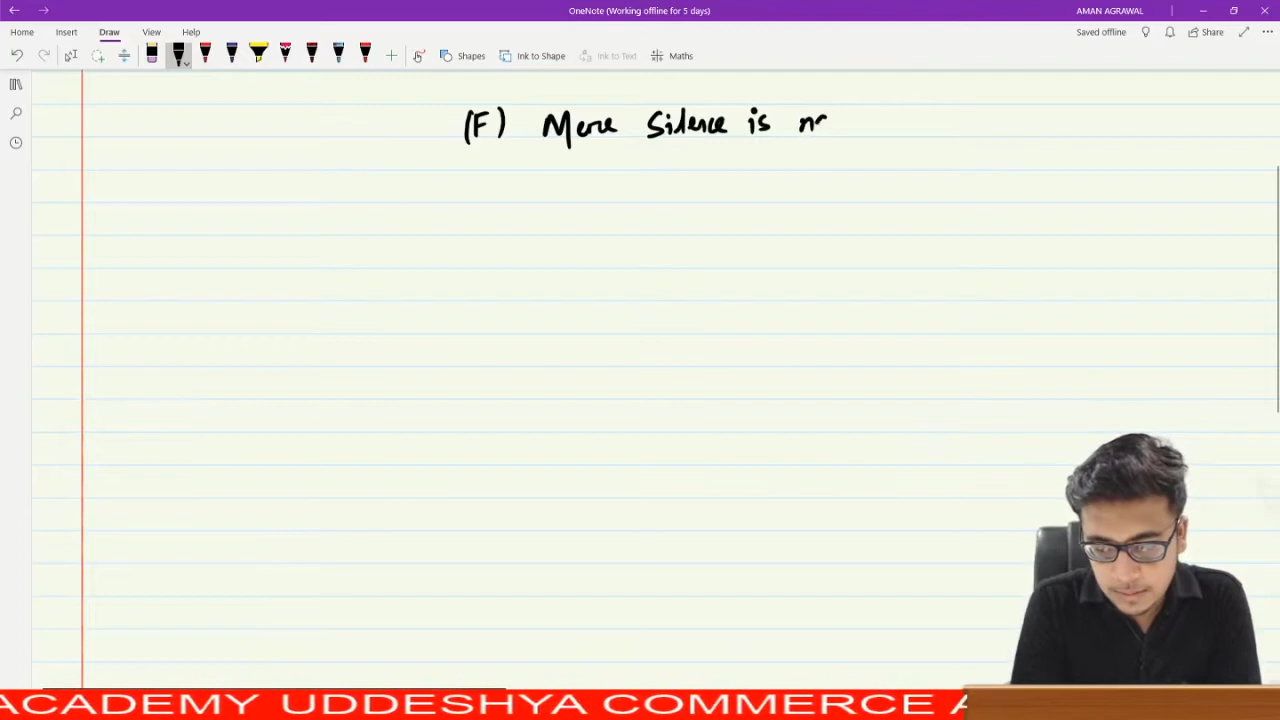 OneNote (Working offline for 5 days)
AMAN AGRAWAL
Home Insert Draw View Help
Saved offline
Share
Shapes
Ink to Shape
Ink to Text
Maths
(F) Mere Silence is
ACADEMY UDDESHYA COMMERCE A